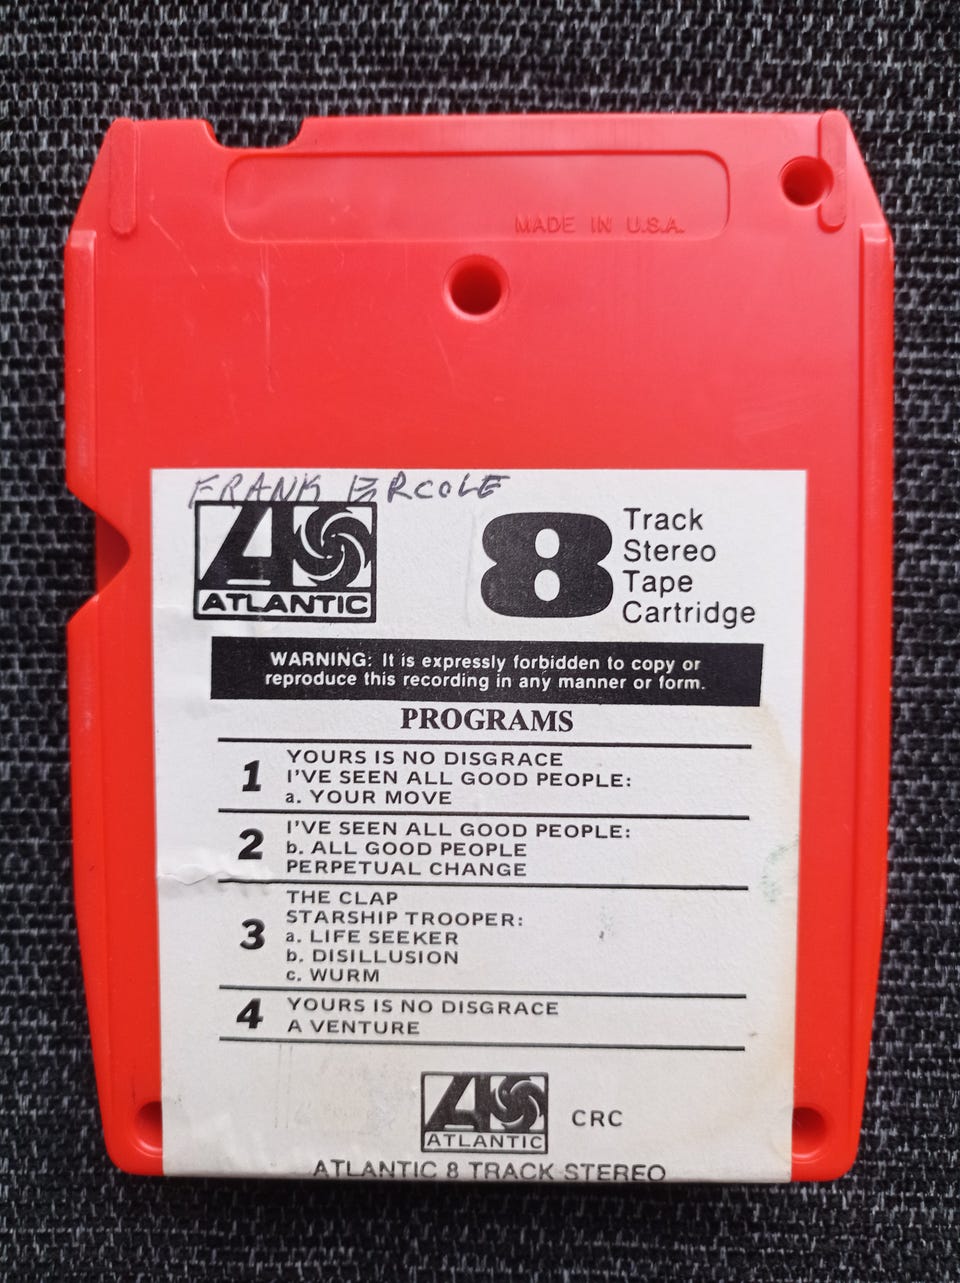 MADE IN U.S.A.
FRANK ERCOLE
ATLANTIC
8 Track
Stereo
Tape
Cartridge
WARNING: It is expressly forbidden to copy or
reproduce this recording in any manner or form.
PROGRAMS
1 YOURS IS NO DISGRACE
I'VE SEEN ALL GOOD PEOPLE:
a. YOUR MOVE
2 I'VE SEEN ALL GOOD PEOPLE:
b. ALL GOOD PEOPLE
PERPETUAL CHANGE
3 THE CLAP
STARSHIP TROOPER:
a. LIFE SEEKER
b. DISILLUSION
c. WURM
4 YOURS IS NO DISGRACE
A VENTURE
ATLANTIC CRC
ATLANTIC 8 TRACK STEREO